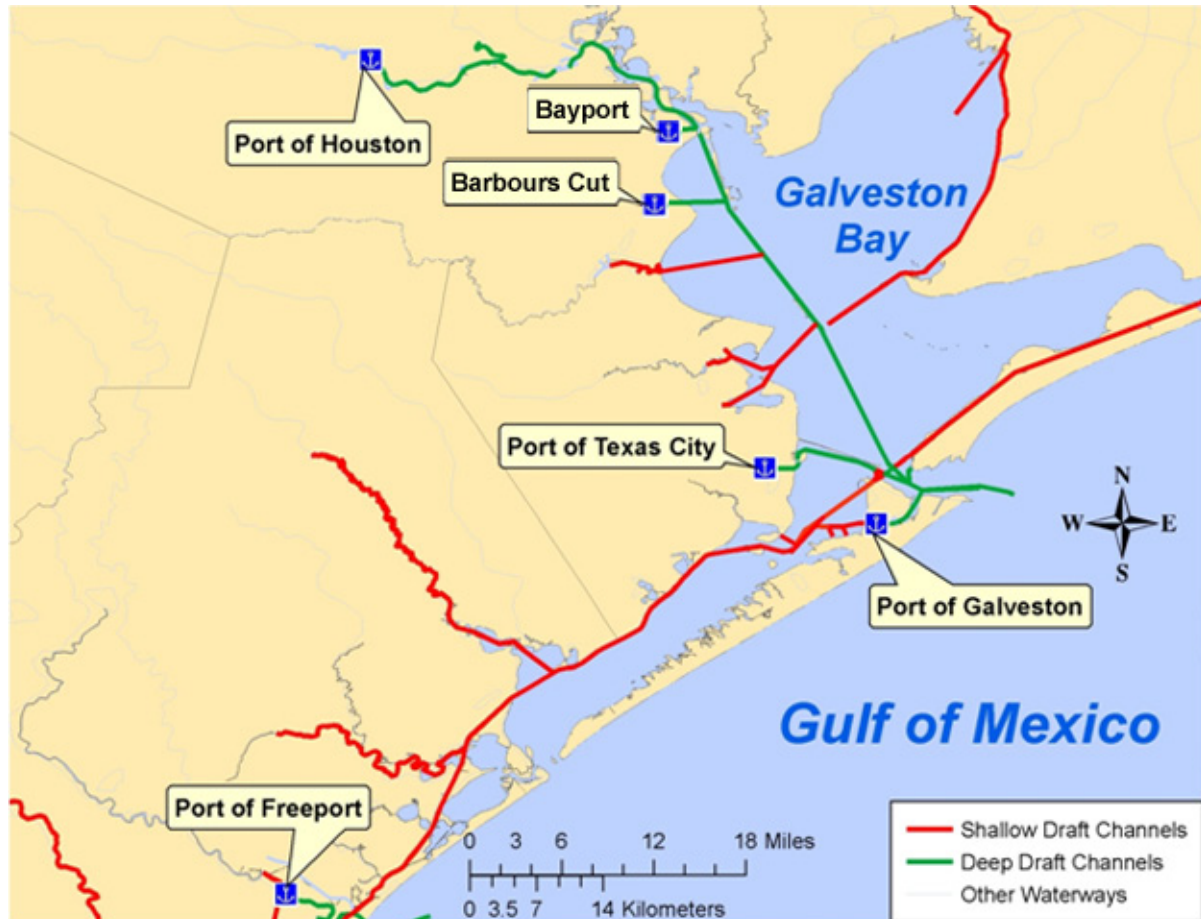 Port of Houston
Bayport
Barbours Cut
Galveston
Bay
Port of Texas City
N
W E
S
Port of Galveston
Gulf of Mexico
Port of Freeport
0 3 6 12 18 Miles
0 3.5 7 14 Kilometers
Shallow Draft Channels
Deep Draft Channels
Other Waterways